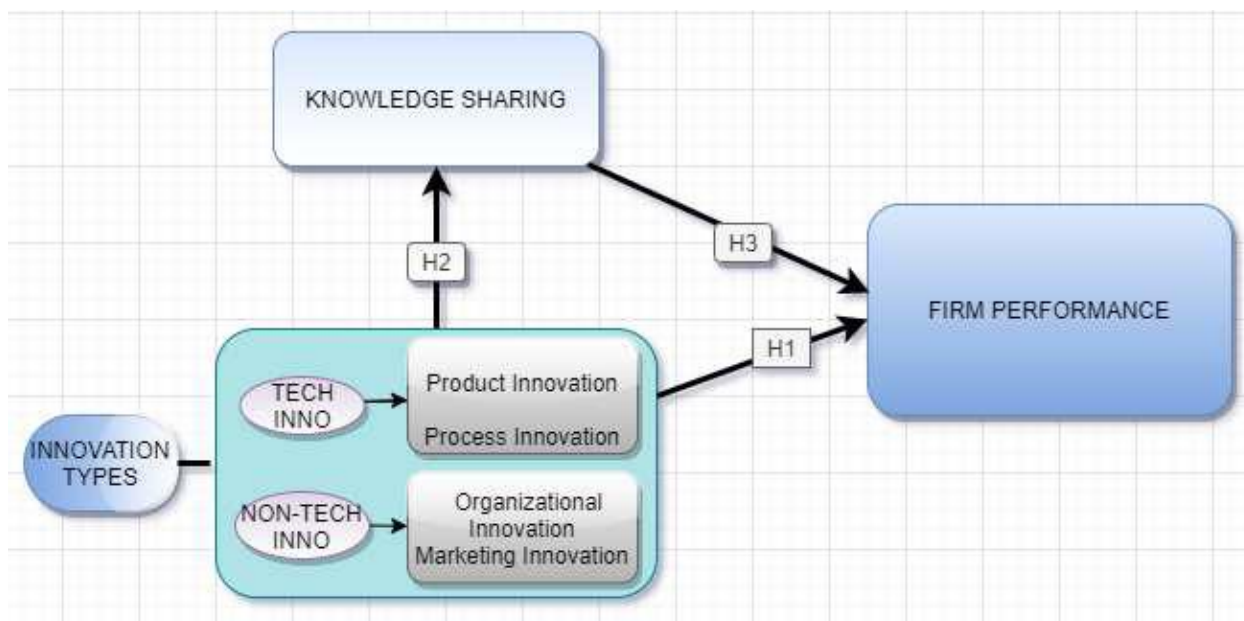 KNOWLEDGE SHARING
H3
H2
FIRM PERFORMANCE
H1
INNOVATION
TYPES
TECH
INNO
Product Innovation
Process Innovation
NON-TECH
INNO
Organizational
Innovation
Marketing Innovation